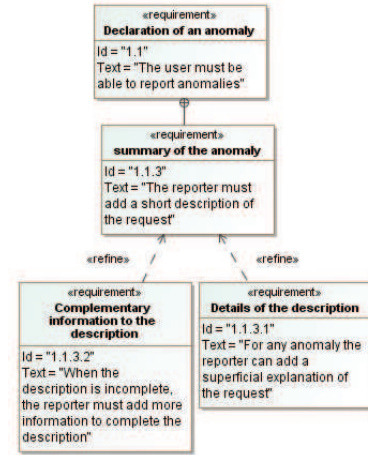 «requirement»
Declaration of an anomaly
Id = "1.1"
Text = "The user must be
able to report anomalies"
«requirement»
summary of the anomaly
Id = "1.1.3"
Text = "The reporter must
add a short description of
the request"
«refine»
«refine»
«requirement»
Complementary
information to the
description
Id = "1.1.3.2"
Text = "When the
description is incomplete,
the reporter must add more
information to complete the
description"
«requirement»
Details of the description
Id = "1.1.3.1"
Text = "For any anomaly the
reporter can add a
superficial explanation of
the request"